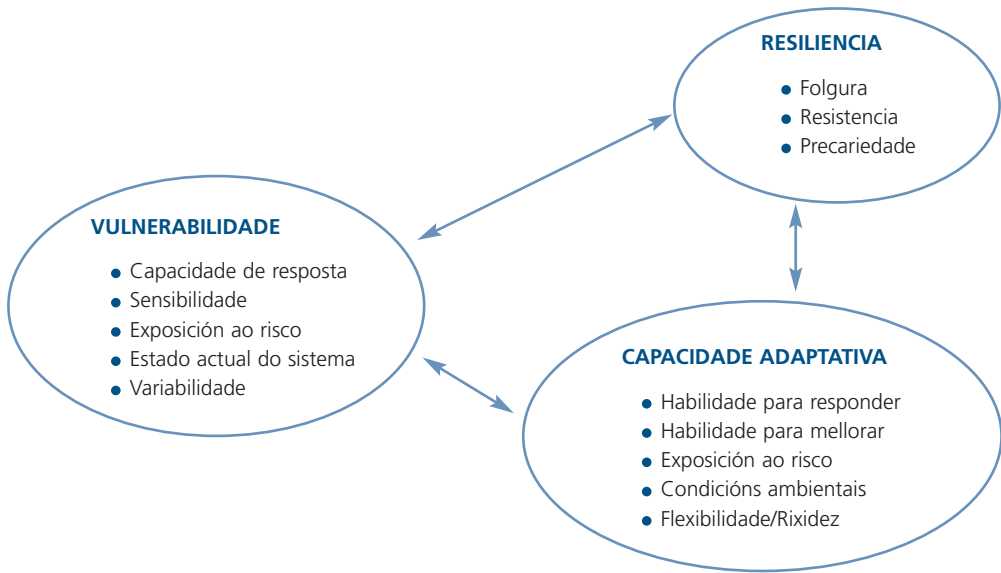 RESILIENCIA
● Folgura
● Resistencia
● Precariedade
VULNERABILIDADE
● Capacidade de resposta
● Sensibilidade
● Exposición ao risco
● Estado actual do sistema
● Variabilidade
CAPACIDADE ADAPTATIVA
● Habilidade para responder
● Habilidade para mellorar
● Exposición ao risco
● Condicións ambientais
● Flexibilidade/Rixidez